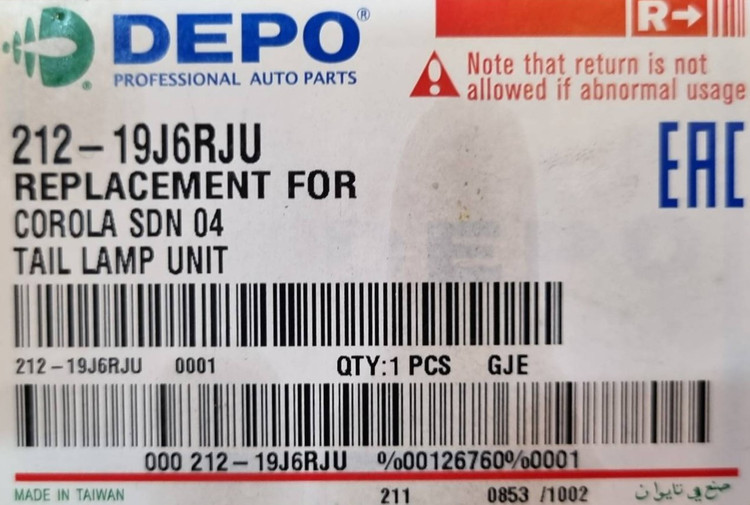 DEPO®
PROFESSIONAL AUTO PARTS
R→
Note that return is not
allowed if abnormal usage
212-19J6RJU
REPLACEMENT FOR
COROLA SDN 04
TAIL LAMP UNIT
EAC
212-19J6RJU 0001 QTY:1 PCS GJE
000 212-19J6RJU %00126760%0001
MADE IN TAIWAN 211 0853 /1002 صنع في تايوان